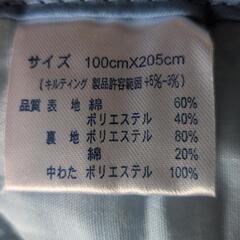 サイズ 100cmX205cm
(キルティング 製品許容範囲 +5%-3%)
品質 表 地 綿 60%
ポリエステル 40%
裏 地 ポリエステル 80%
綿 20%
中わた ポリエステル 100%